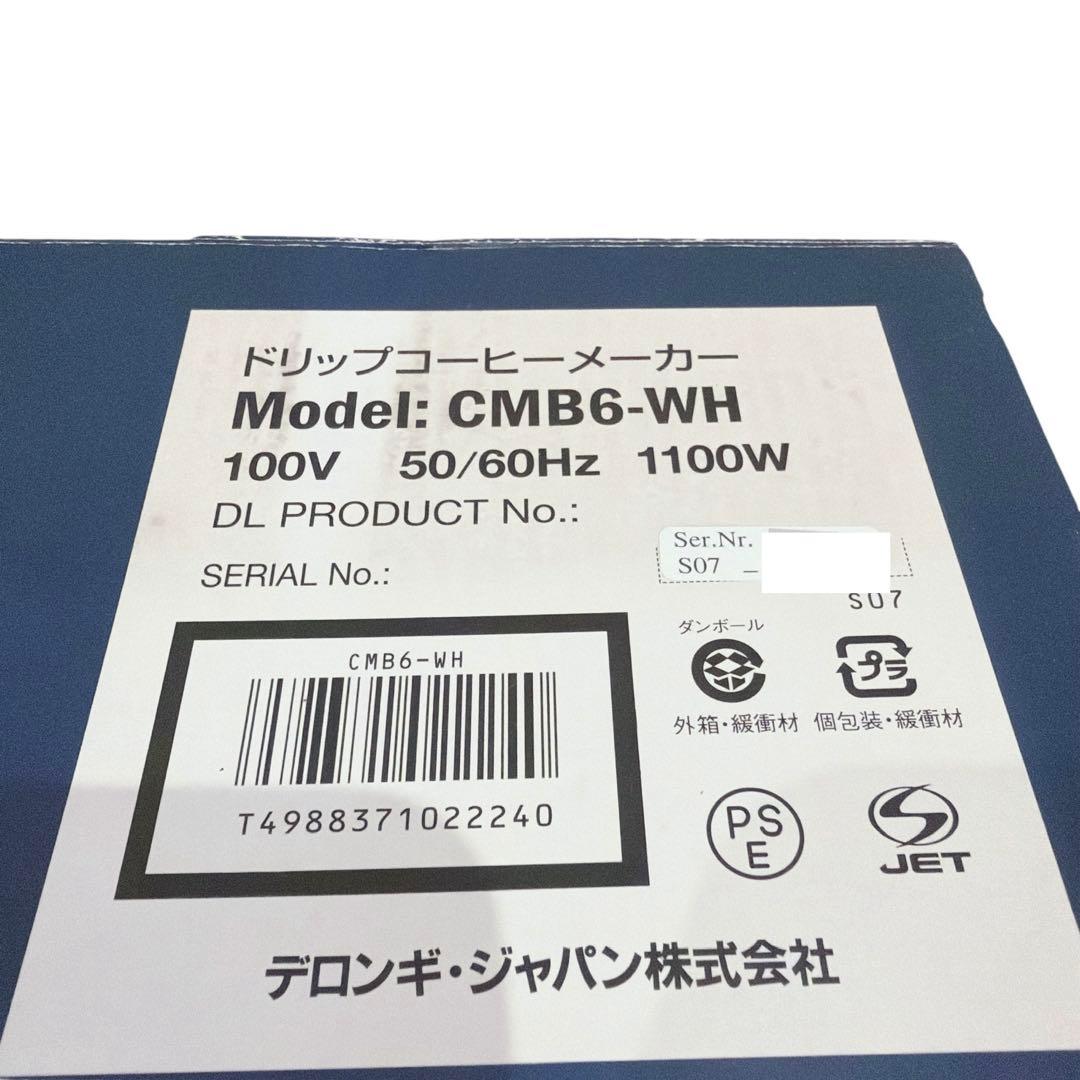 ドリップコーヒーメーカー
Model: CMB6-WH
100V 50/60Hz 1100W
DL PRODUCT No.:
SERIAL No.:
Ser.Nr.
S07 –
S07
CMB6-WH
T4988371022240
ダンボール
外箱・緩衝材
プラ
個包装・緩衝材
PS
E
JET
デロンギ・ジャパン株式会社